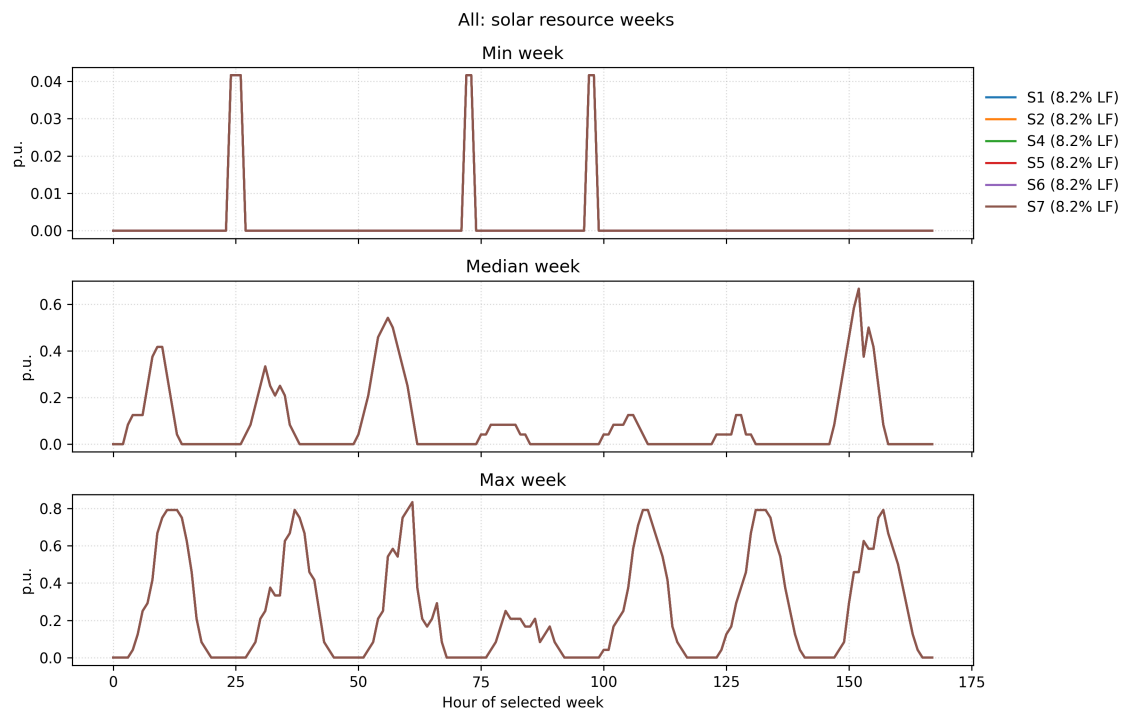 All: solar resource weeks
Min week
0.04
0.03
0.02
0.01
0.00
p.u.
S1 (8.2% LF)
S2 (8.2% LF)
S4 (8.2% LF)
S5 (8.2% LF)
S6 (8.2% LF)
S7 (8.2% LF)
Median week
0.6
0.4
0.2
0.0
p.u.
Max week
0.8
0.6
0.4
0.2
0.0
p.u.
0 25 50 75 100 125 150 175
Hour of selected week